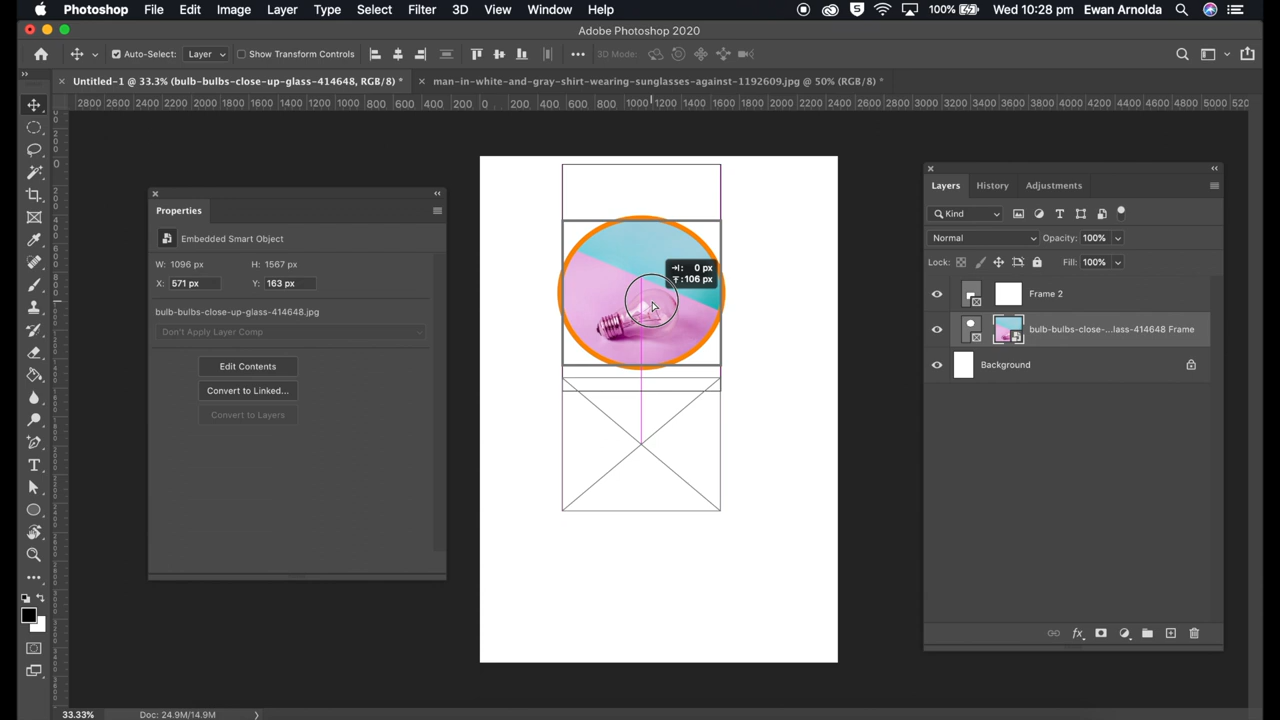 Photoshop File Edit Image Layer Type Select Filter 3D View Window Help 100% Wed 10:28 pm Ewan Arnolda
Adobe Photoshop 2020
Auto-Select: Layer Show Transform Controls 3D Mode:
Untitled-1 @ 33.3% (bulb-bulbs-close-up-glass-414648, RGB/8) * man-in-white-and-gray-shirt-wearing-sunglasses-against-1192609.jpg @ 50% (RGB/8) *
2800 2600 2400 2200 2000 1800 1600 1400 1200 1000 800 600 400 200 0 200 400 600 800 1000 1200 1400 1600 1800 2000 2200 2400 2600 2800 3000 3200 3400 3600 3800 4000 4200 4400 4600 4800 5000 520
Properties
Embedded Smart Object
W: 1096 px H: 1567 px
X: 571 px Y: 163 px
bulb-bulbs-close-up-glass-414648.jpg
Don't Apply Layer Comp
Edit Contents
Convert to Linked...
Convert to Layers
: 0 px
: 106 px
Layers History Adjustments
Kind
Normal Opacity: 100%
Lock: Fill: 100%
Frame 2
bulb-bulbs-close-...lass-414648 Frame
Background
fx
33.33% Doc: 24.9M/14.9M